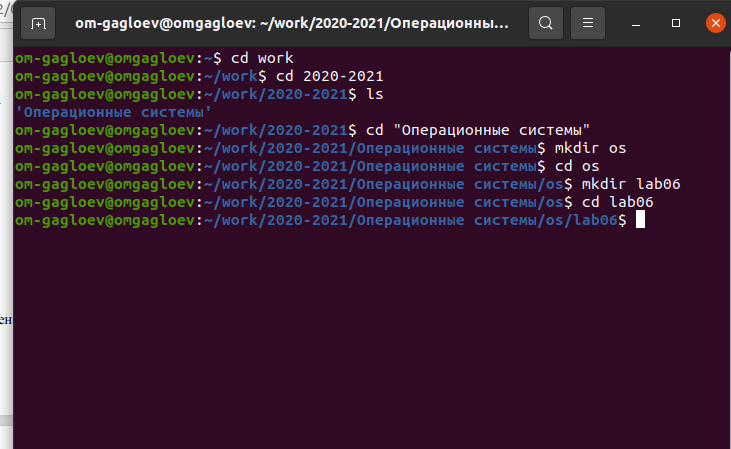 om-gagloev@omgagloev: ~/work/2020-2021/Операционны...
om-gagloev@omgagloev:~$ cd work
om-gagloev@omgagloev:~/work$ cd 2020-2021
om-gagloev@omgagloev:~/work/2020-2021$ ls
'Операционные системы'
om-gagloev@omgagloev:~/work/2020-2021$ cd "Операционные системы"
om-gagloev@omgagloev:~/work/2020-2021/Операционные системы$ mkdir os
om-gagloev@omgagloev:~/work/2020-2021/Операционные системы$ cd os
om-gagloev@omgagloev:~/work/2020-2021/Операционные системы/os$ mkdir lab06
om-gagloev@omgagloev:~/work/2020-2021/Операционные системы/os$ cd lab06
om-gagloev@omgagloev:~/work/2020-2021/Операционные системы/os/lab06$
ен